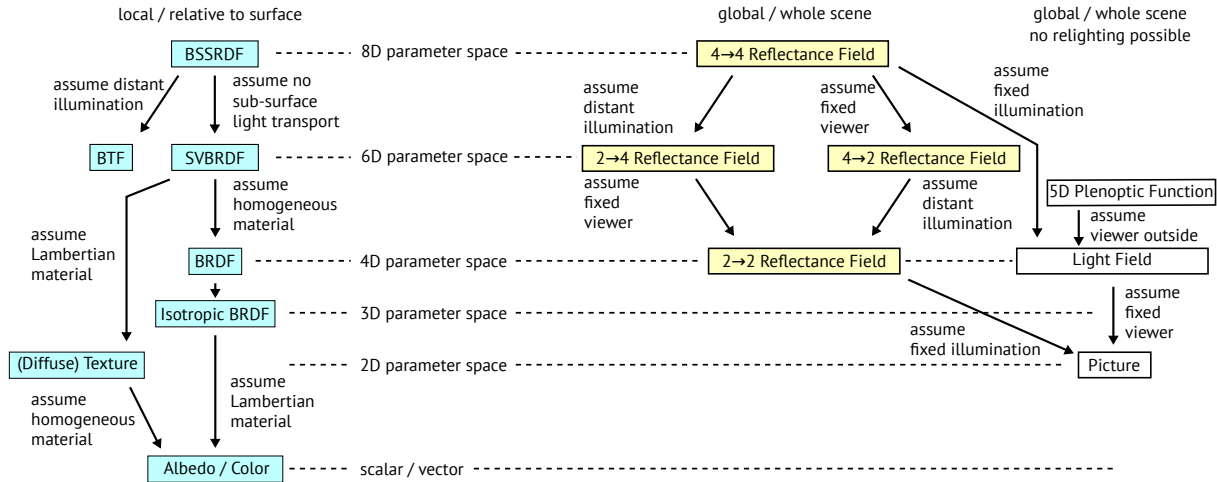 local / relative to surface
global / whole scene
global / whole scene
no relighting possible
BSSRDF
8D parameter space
4→4 Reflectance Field
assume distant
illumination
assume no
sub-surface
light transport
assume
distant
illumination
assume
fixed
viewer
assume
fixed
illumination
BTF
SVBRDF
6D parameter space
2→4 Reflectance Field
4→2 Reflectance Field
assume
homogeneous
material
assume
fixed
viewer
assume
distant
illumination
5D Plenoptic Function
assume
viewer outside
assume
Lambertian
material
BRDF
4D parameter space
2→2 Reflectance Field
Light Field
Isotropic BRDF
3D parameter space
assume
fixed
viewer
assume
fixed illumination
(Diffuse) Texture
2D parameter space
Picture
assume
homogeneous
material
assume
Lambertian
material
Albedo / Color
scalar / vector